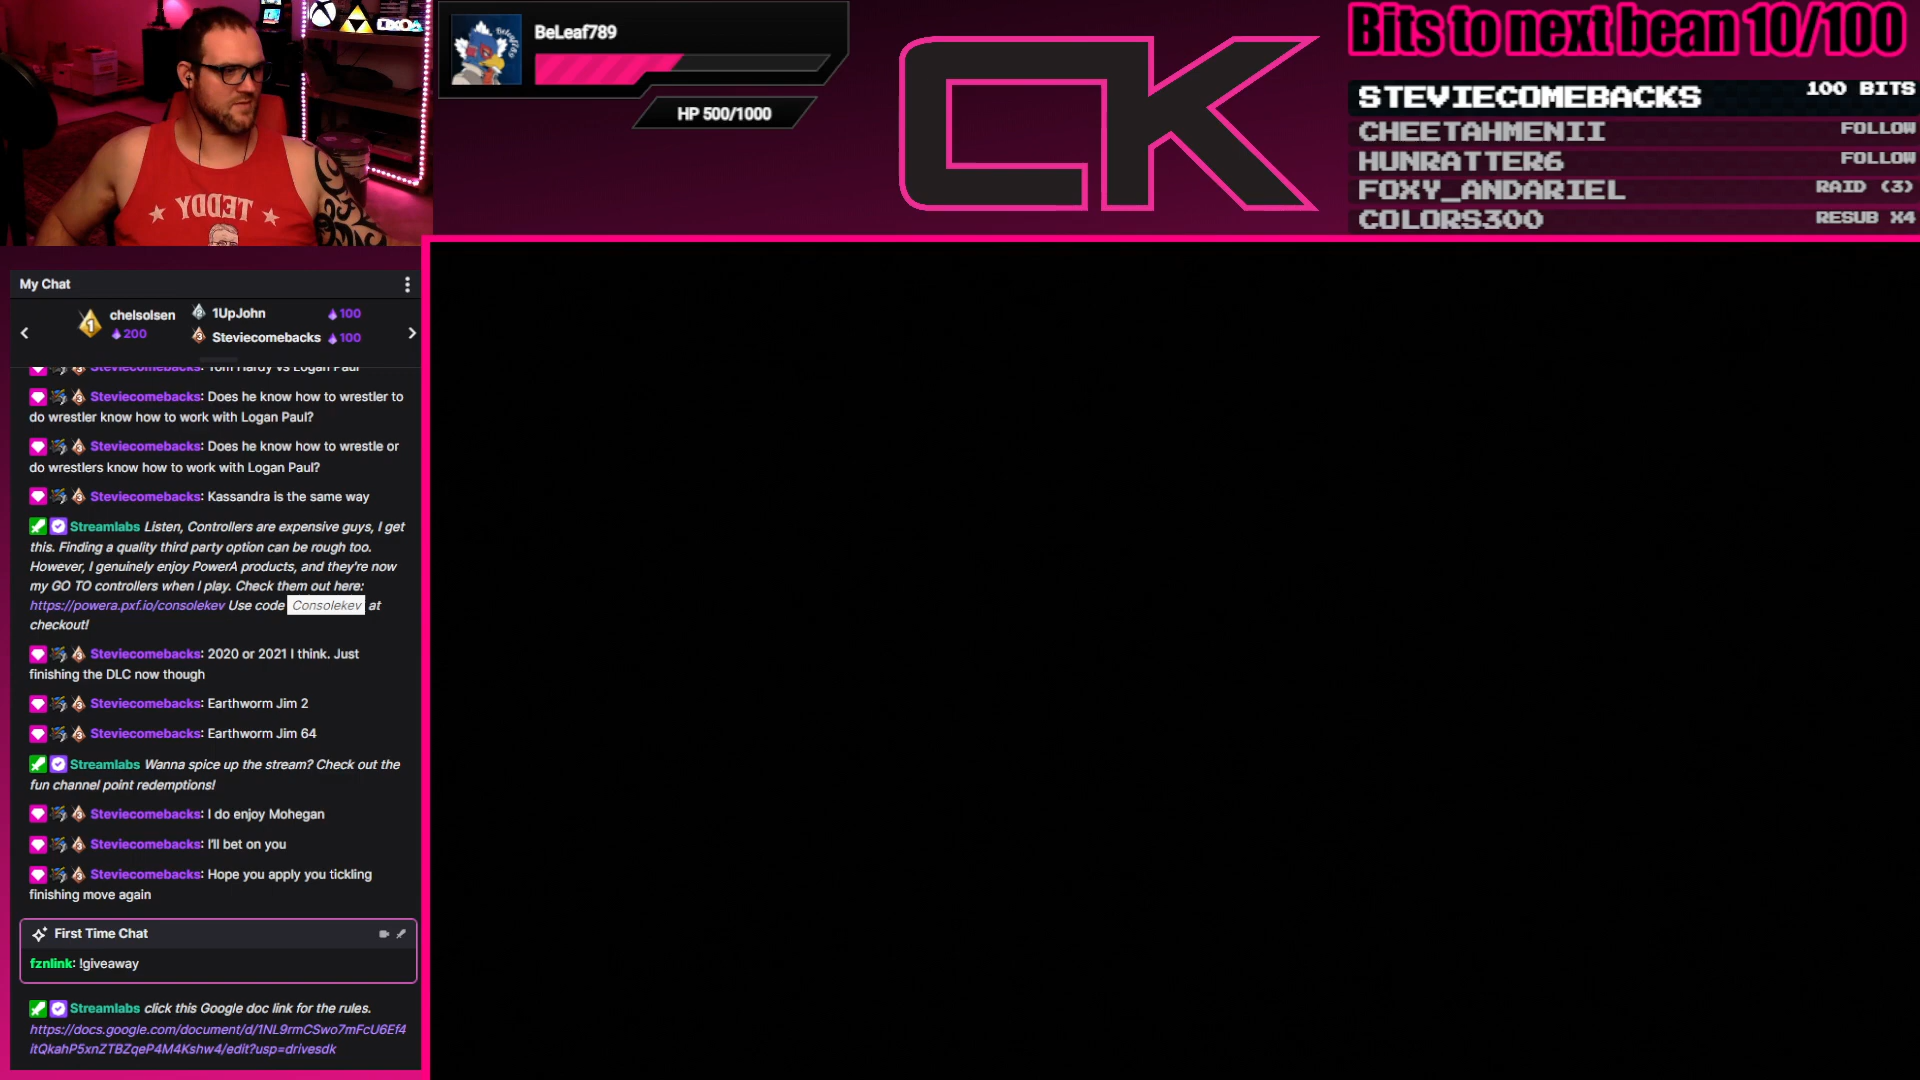 BeLeaf789
HP 500/1000
CK
Bits to next bean 10/100
STEVIECOMEBACKS 100 BITS
CHEETAHMENII FOLLOW
HUNRATTER6 FOLLOW
FOXY_ANDARIEL RAID (3)
COLORS300 RESUB X4
TEDDY
My Chat
1 chelsolsen 200
1UpJohn 100
Steviecomebacks 100
Steviecomebacks: Tom Hardy vs Logan Paul
Steviecomebacks: Does he know how to wrestler to
do wrestler know how to work with Logan Paul?
Steviecomebacks: Does he know how to wrestle or
do wrestlers know how to work with Logan Paul?
Steviecomebacks: Kassandra is the same way
Streamlabs Listen, Controllers are expensive guys, I get
this. Finding a quality third party option can be rough too.
However, I genuinely enjoy PowerA products, and they're now
my GO TO controllers when I play. Check them out here:
https://powera.pxf.io/consolekev Use code Consolekev at
checkout!
Steviecomebacks: 2020 or 2021 I think. Just
finishing the DLC now though
Steviecomebacks: Earthworm Jim 2
Steviecomebacks: Earthworm Jim 64
Streamlabs Wanna spice up the stream? Check out the
fun channel point redemptions!
Steviecomebacks: I do enjoy Mohegan
Steviecomebacks: I'll bet on you
Steviecomebacks: Hope you apply you tickling
finishing move again
First Time Chat
fznlink: !giveaway
Streamlabs click this Google doc link for the rules.
https://docs.google.com/document/d/1NL9rmCSwo7mFcU6Ef4
itQkahP5xnZTBZqeP4M4Kshw4/edit?usp=drivesdk